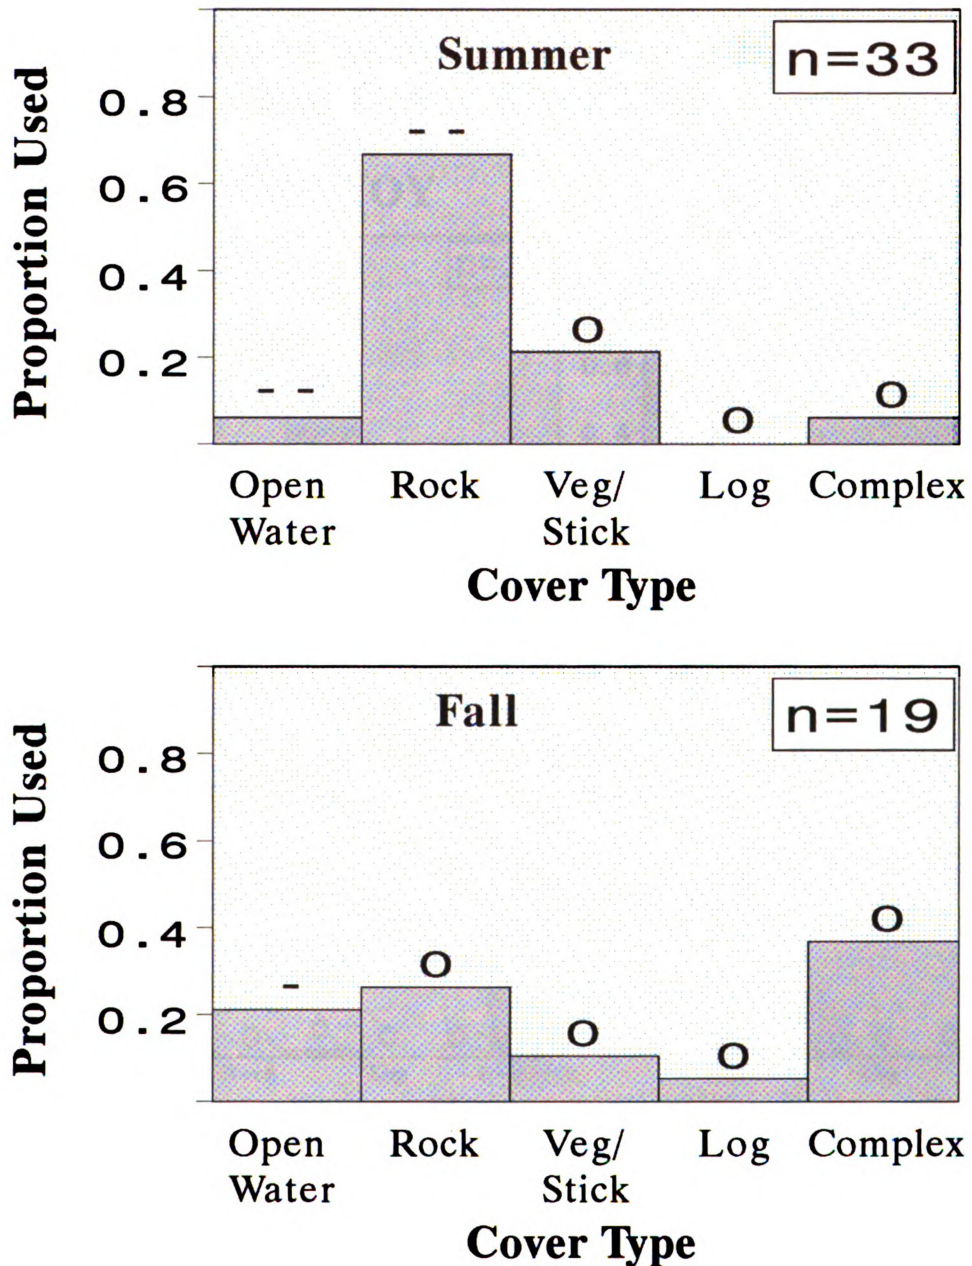 Summer
n=33
Proportion Used
0.8
0.6
0.4
0.2
- -
- -
O
O
O
Open Water
Rock
Veg/ Stick
Log
Complex
Cover Type
Fall
n=19
Proportion Used
0.8
0.6
0.4
0.2
-
O
O
O
O
Open Water
Rock
Veg/ Stick
Log
Complex
Cover Type